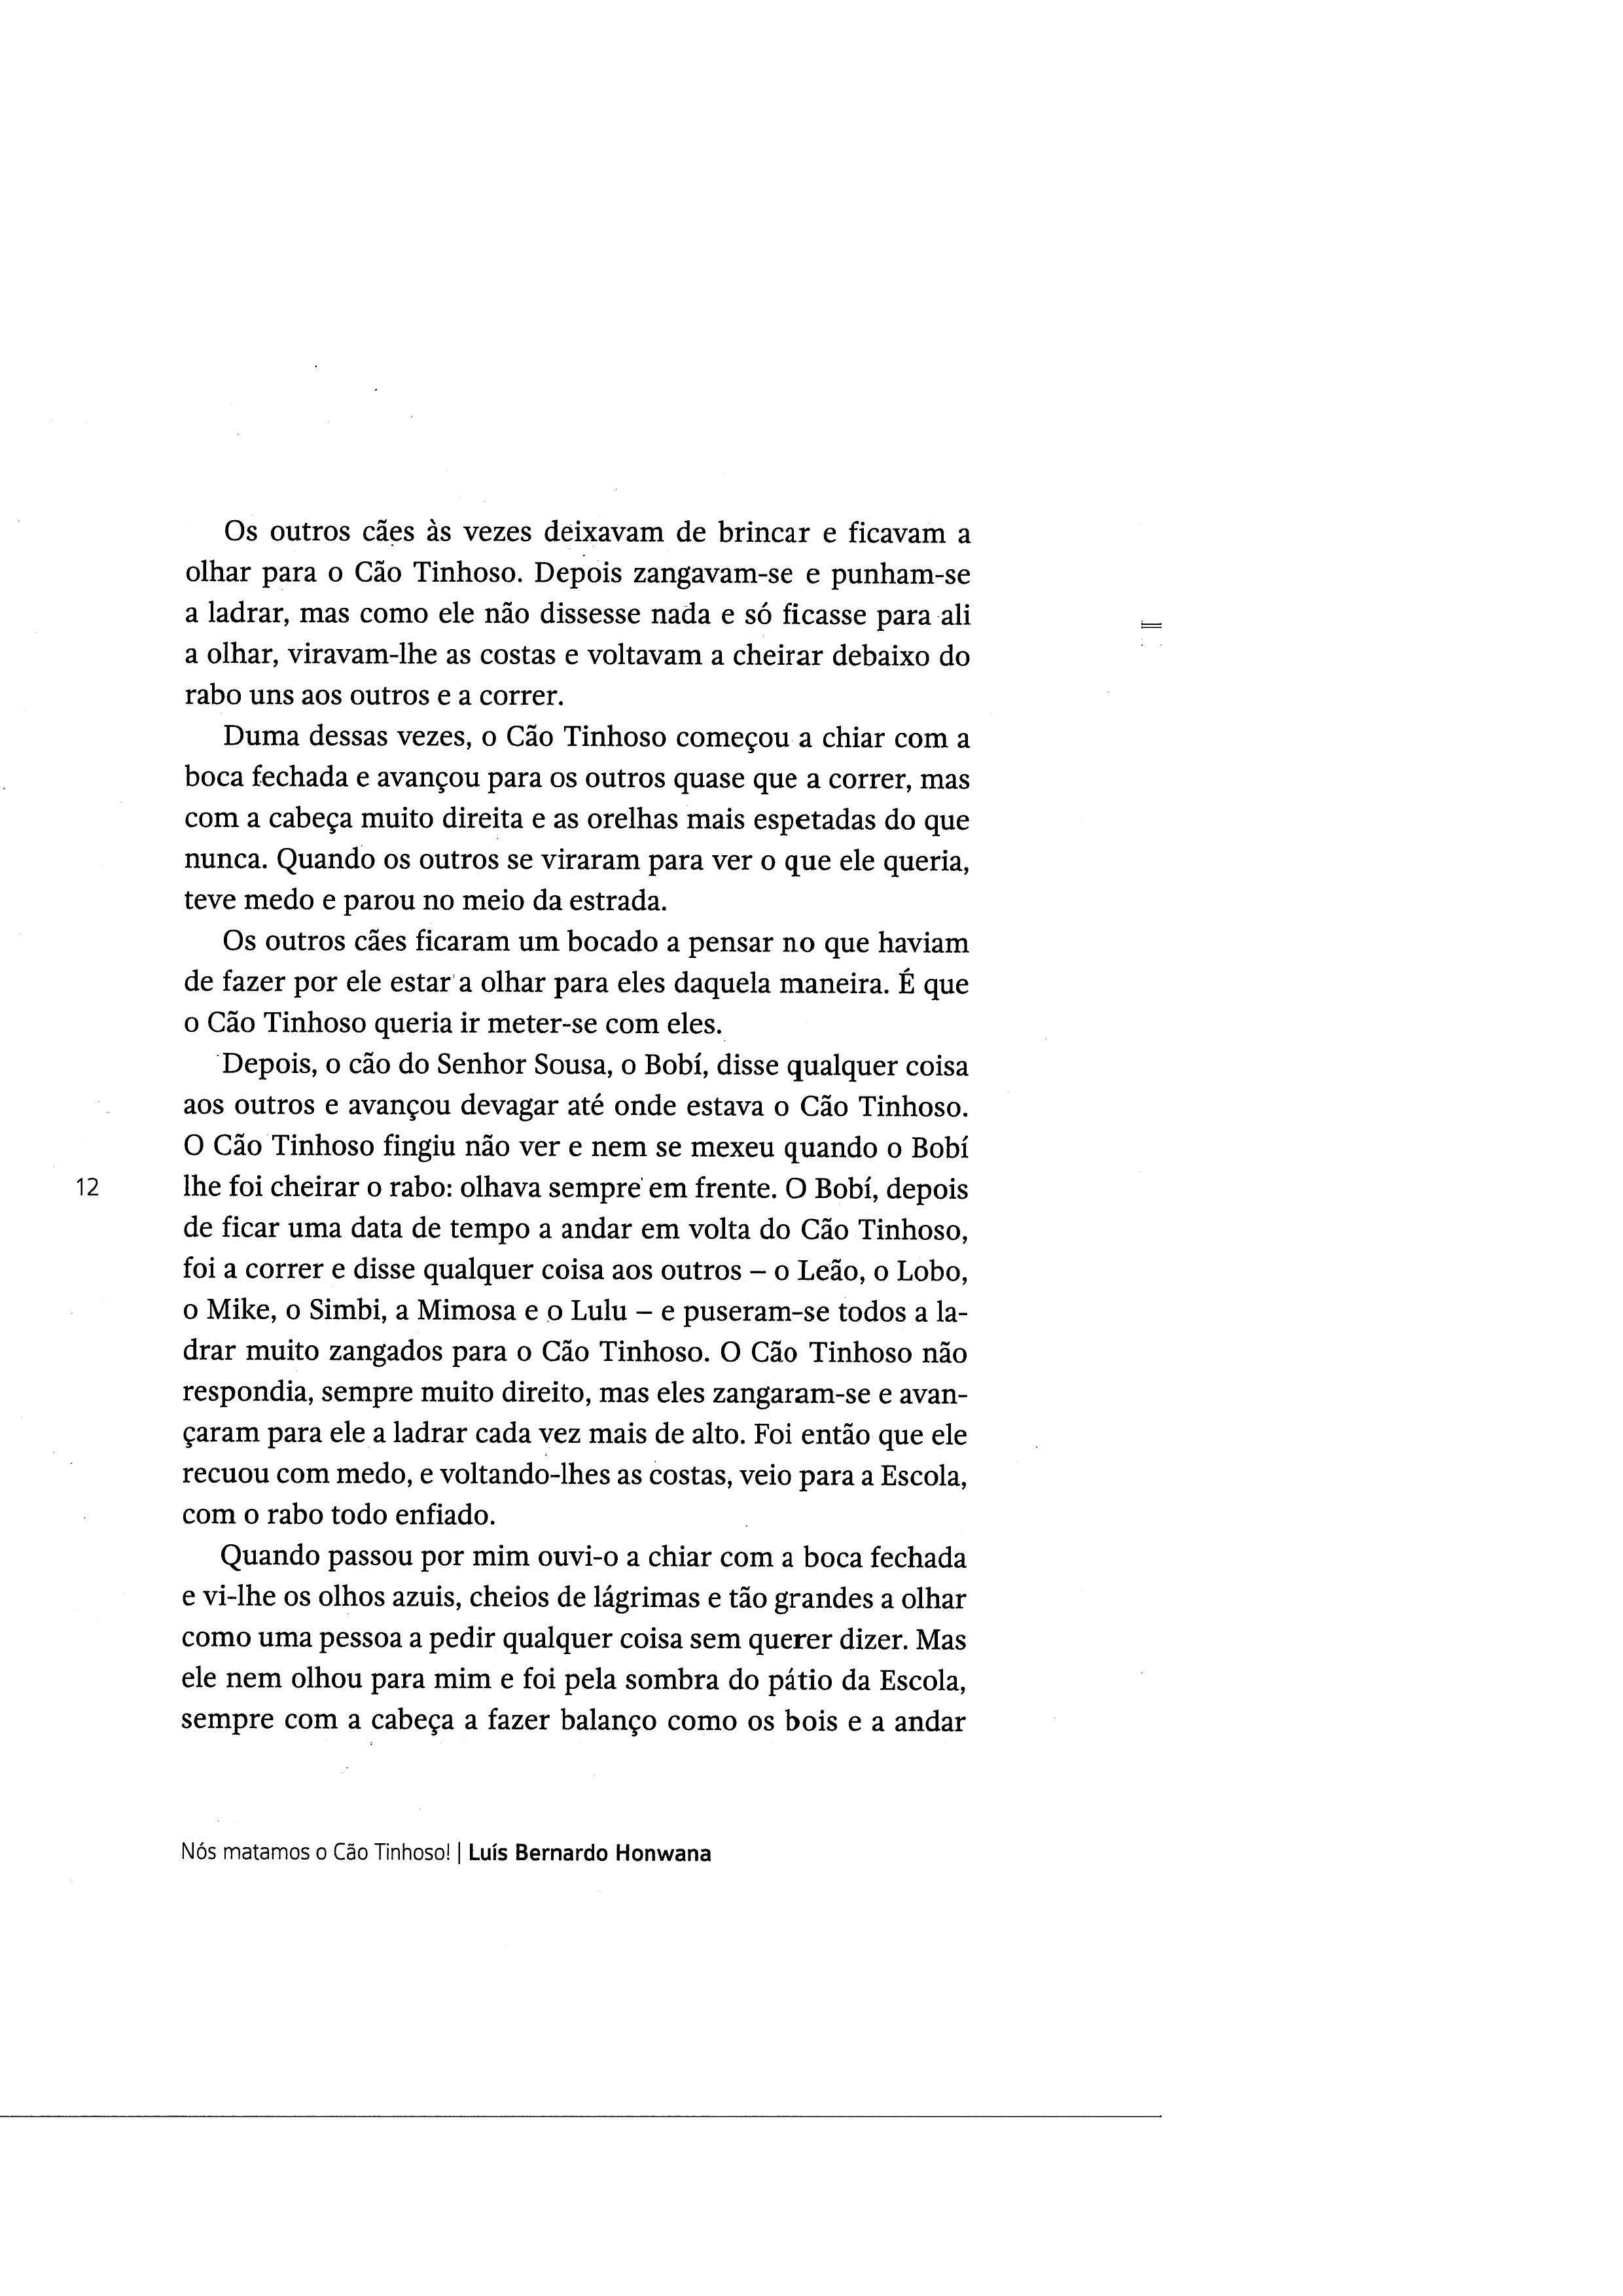 Os outros cães às vezes deixavam de brincar e ficavam a
olhar para o Cão Tinhoso. Depois zangavam-se e punham-se
a ladrar, mas como ele não dissesse nada e só ficasse para ali
a olhar, viravam-lhe as costas e voltavam a cheirar debaixo do
rabo uns aos outros e a correr.
Duma dessas vezes, o Cão Tinhoso começou a chiar com a
boca fechada e avançou para os outros quase que a correr, mas
com a cabeça muito direita e as orelhas mais espetadas do que
nunca. Quando os outros se viraram para ver o que ele queria,
teve medo e parou no meio da estrada.
Os outros cães ficaram um bocado a pensar no que haviam
de fazer por ele estar a olhar para eles daquela maneira. É que
o Cão Tinhoso queria ir meter-se com eles.
Depois, o cão do Senhor Sousa, o Bobí, disse qualquer coisa
aos outros e avançou devagar até onde estava o Cão Tinhoso.
O Cão Tinhoso fingiu não ver e nem se mexeu quando o Bobí
12
lhe foi cheirar o rabo: olhava sempre em frente. O Bobí, depois
de ficar uma data de tempo a andar em volta do Cão Tinhoso,
foi a correr e disse qualquer coisa aos outros – o Leão, o Lobo,
o Mike, o Simbi, a Mimosa e o Lulu – e puseram-se todos a la-
drar muito zangados para o Cão Tinhoso. O Cão Tinhoso não
respondia, sempre muito direito, mas eles zangaram-se e avan-
çaram para ele a ladrar cada vez mais de alto. Foi então que ele
recuou com medo, e voltando-lhes as costas, veio para a Escola,
com o rabo todo enfiado.
Quando passou por mim ouvi-o a chiar com a boca fechada
e vi-lhe os olhos azuis, cheios de lágrimas e tão grandes a olhar
como uma pessoa a pedir qualquer coisa sem querer dizer. Mas
ele nem olhou para mim e foi pela sombra do pátio da Escola,
sempre com a cabeça a fazer balanço como os bois e a andar
Nós matamos o Cão Tinhoso! | Luís Bernardo Honwana